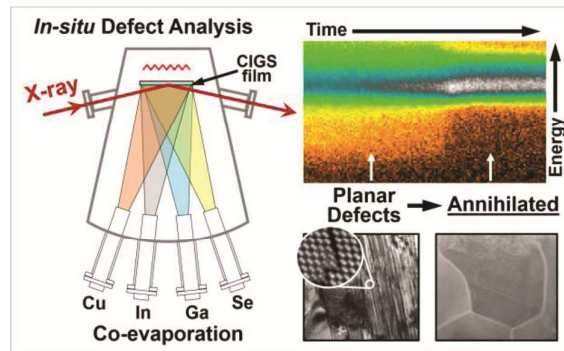 In-situ Defect Analysis
CIGS
film
X-ray
Cu
In
Ga
Se
Co-evaporation
Time
Energy
Planar
Defects
Annihilated